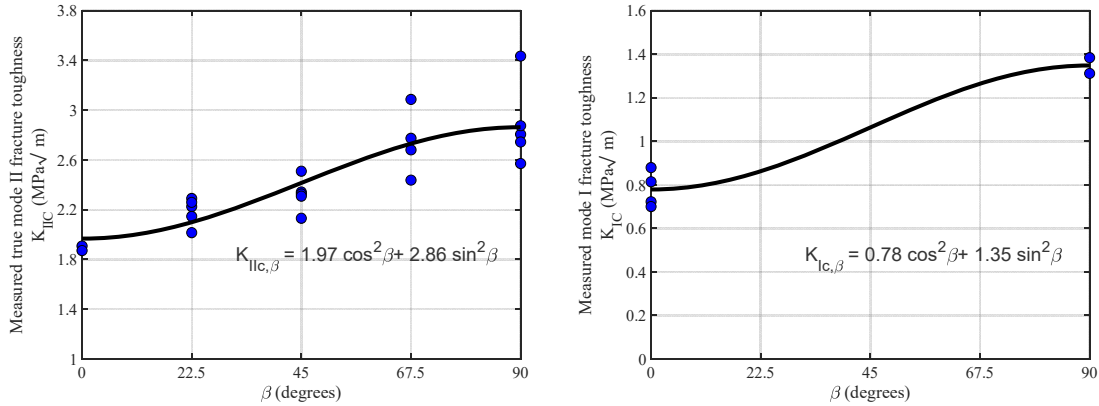 Measured true mode II fracture toughness
K_IIC (MPa√ m)
3.8
3.4
3
2.6
2.2
1.8
1.4
1
K_IIc,β = 1.97 cos²β+ 2.86 sin²β
0 22.5 45 67.5 90
β (degrees)
Measured mode I fracture toughness
K_IC (MPa√ m)
1.6
1.4
1.2
1
0.8
0.6
0.4
0.2
0
K_Ic,β = 0.78 cos²β+ 1.35 sin²β
0 22.5 45 67.5 90
β (degrees)